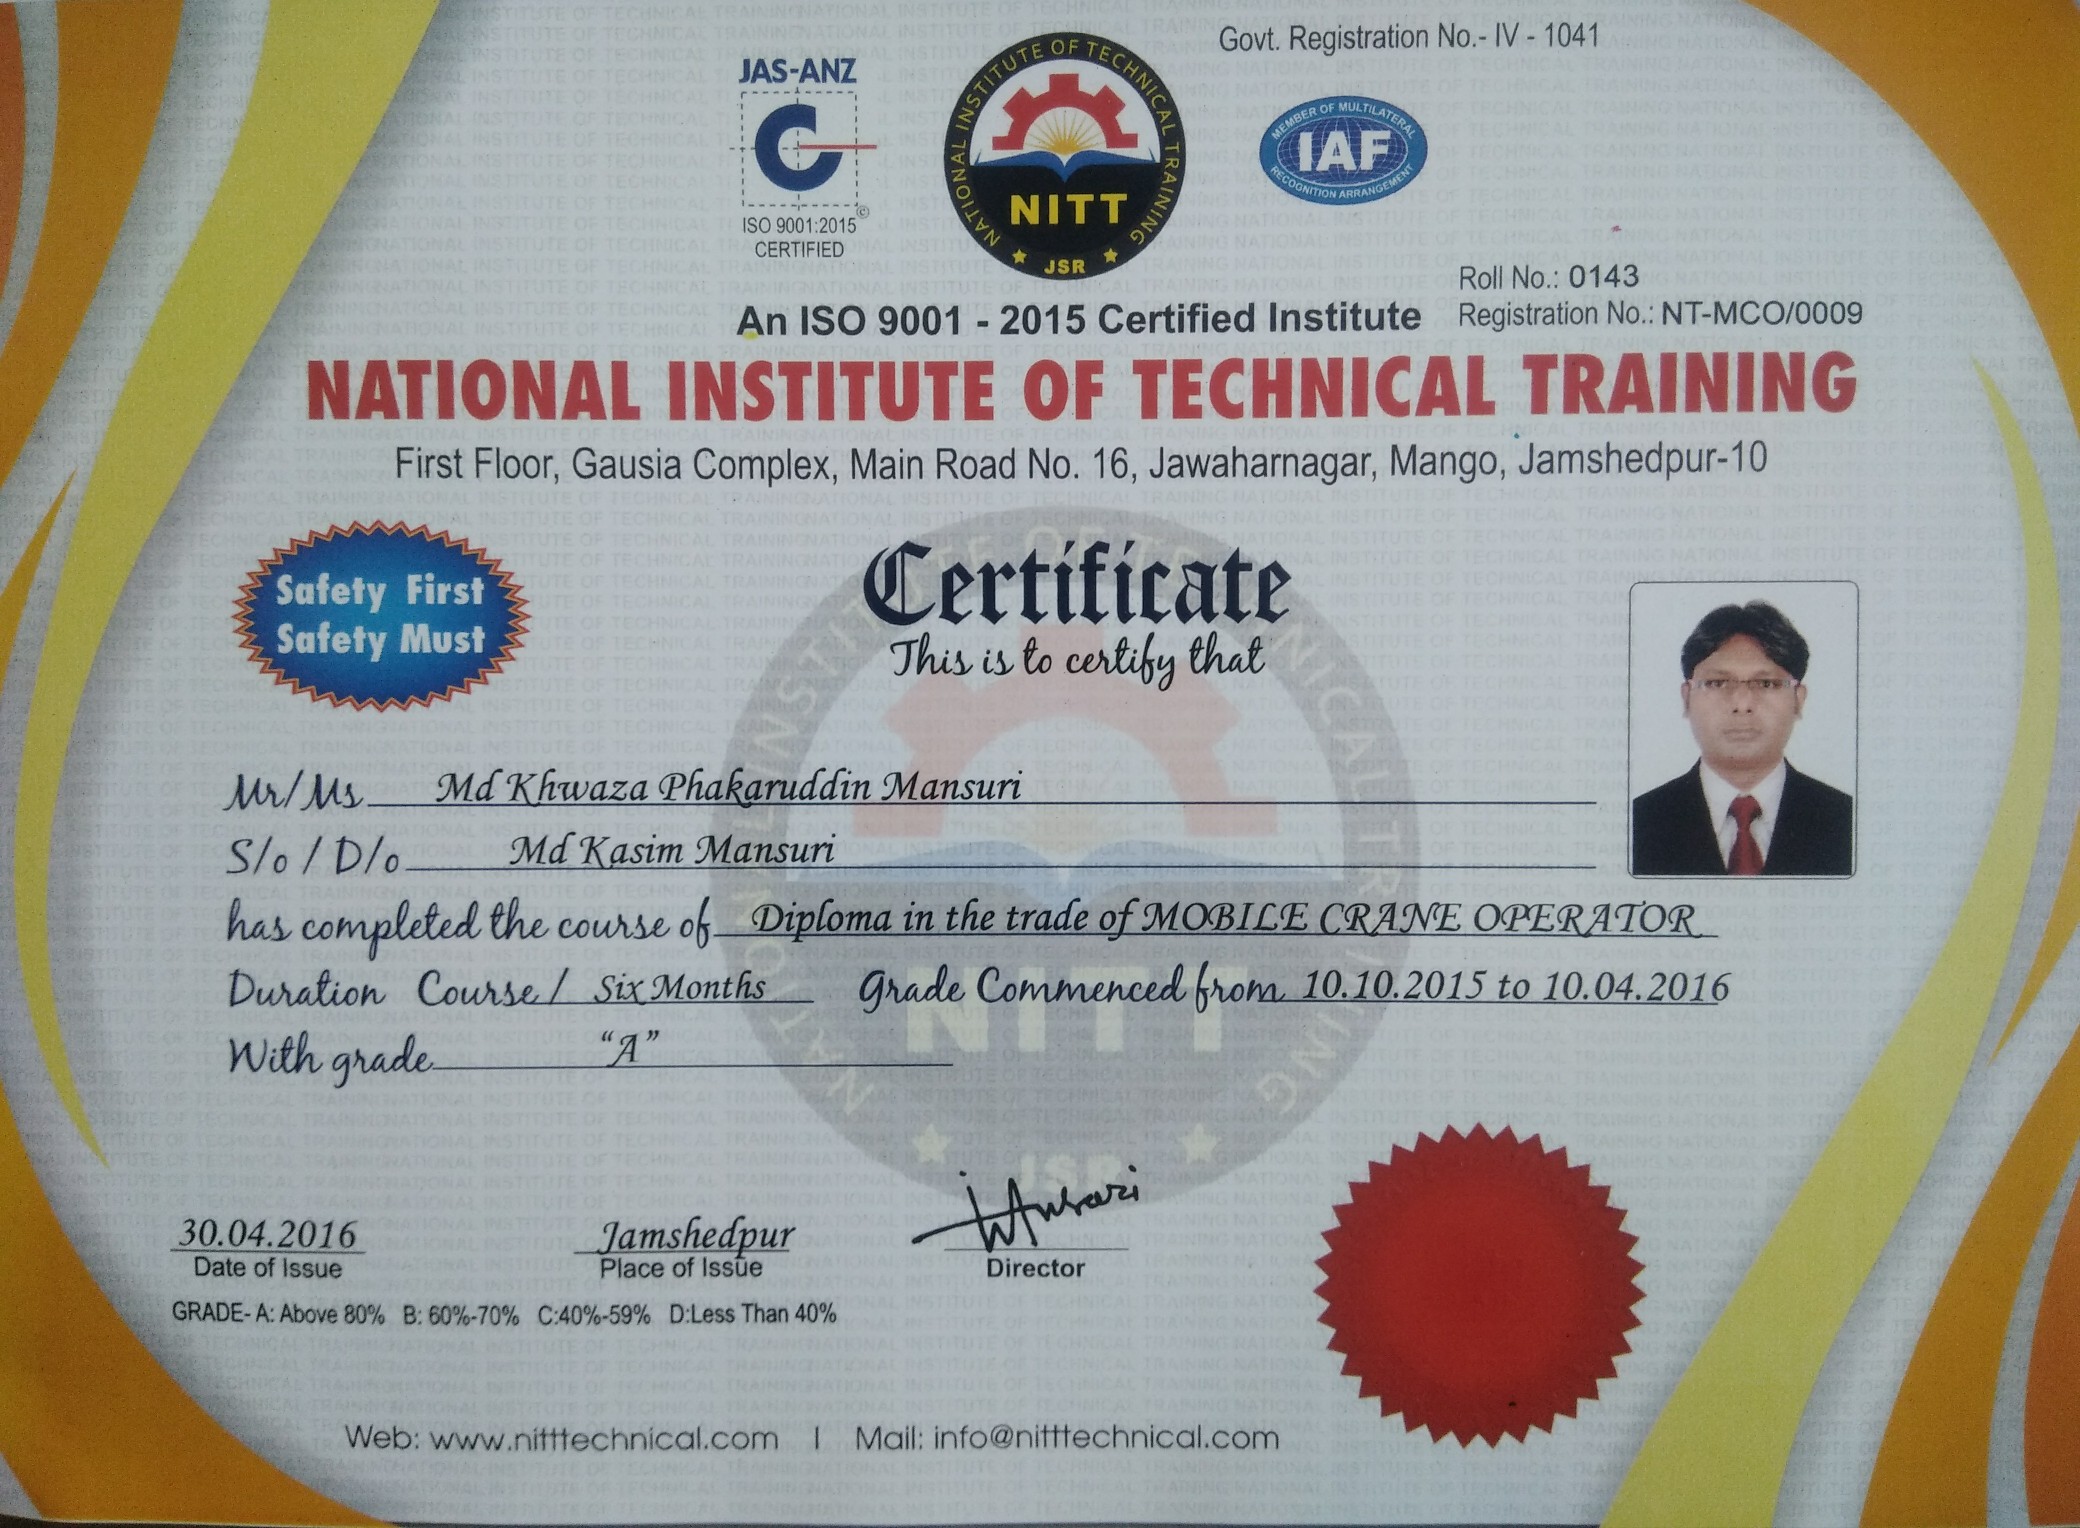 Govt. Registration No.- IV - 1041
JAS-ANZ
ISO 9001:2015 ©
CERTIFIED
NATIONAL INSTITUTE OF TECHNICAL TRAINING
NITT
JSR
MEMBER OF MULTILATERAL
IAF
RECOGNITION ARRANGEMENT
Roll No.: 0143
An ISO 9001 - 2015 Certified Institute
Registration No.: NT-MCO/0009
NATIONAL INSTITUTE OF TECHNICAL TRAINING
First Floor, Gausia Complex, Main Road No. 16, Jawaharnagar, Mango, Jamshedpur-10
Safety First
Safety Must
Certificate
This is to certify that
Mr/Ms Md Khwaza Phakaruddin Mansuri
S/o / D/o Md Kasim Mansuri
has completed the course of Diploma in the trade of MOBILE CRANE OPERATOR
Duration Course / Six Months Grade Commenced from 10.10.2015 to 10.04.2016
With grade "A"
30.04.2016
Date of Issue
Jamshedpur
Place of Issue
Director
GRADE- A: Above 80% B: 60%-70% C:40%-59% D:Less Than 40%
Web: www.nitttechnical.com | Mail: info@nitttechnical.com